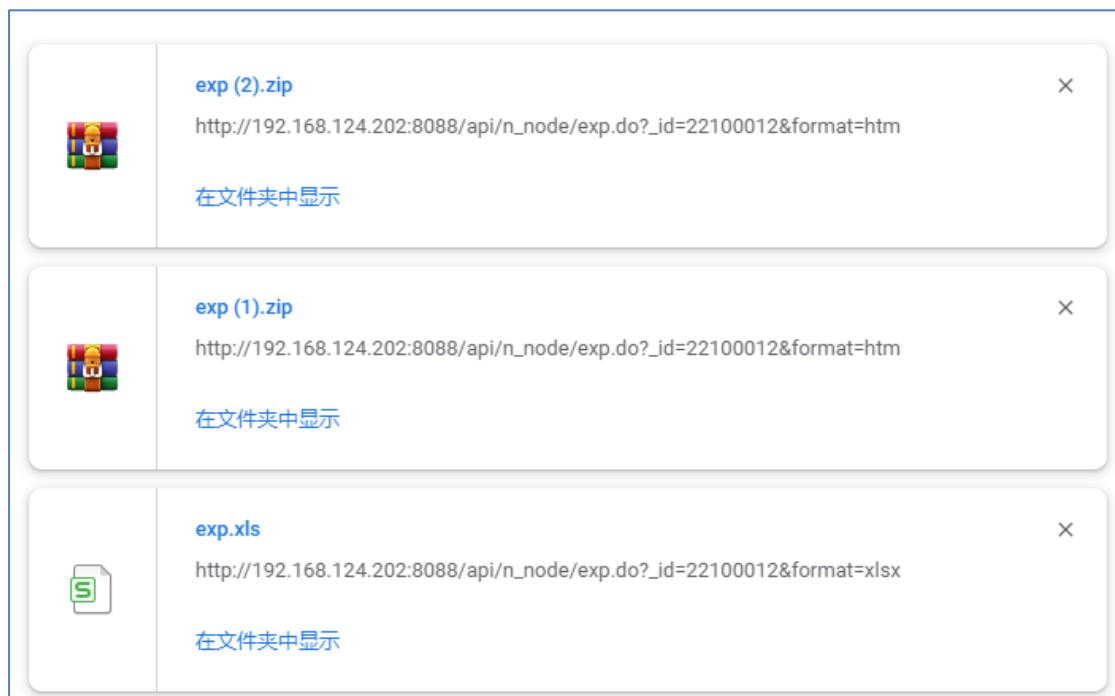 exp (2).zip
http://192.168.124.202:8088/api/n_node/exp.do?_id=22100012&format=htm
在文件夹中显示
exp (1).zip
http://192.168.124.202:8088/api/n_node/exp.do?_id=22100012&format=htm
在文件夹中显示
exp.xls
http://192.168.124.202:8088/api/n_node/exp.do?_id=22100012&format=xlsx
在文件夹中显示